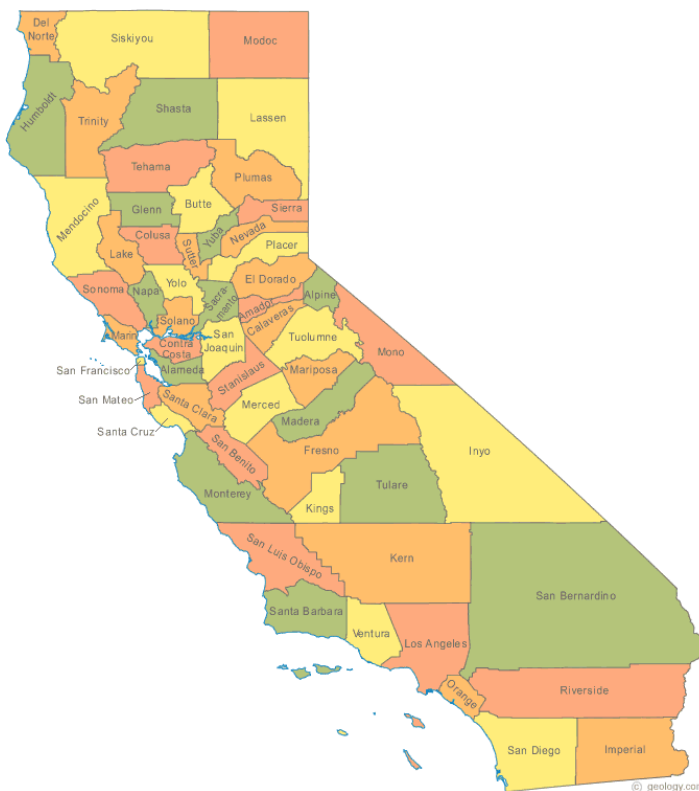 Del
Norte
Siskiyou
Modoc
Humboldt
Trinity
Shasta
Lassen
Tehama
Plumas
Mendocino
Glenn
Butte
Sierra
Colusa
Yuba
Nevada
Lake
Sutter
Placer
Sonoma
Napa
Yolo
El Dorado
Sacra-
mento
Alpine
Amador
Solano
Calaveras
Marin
Contra
Costa
San
Joaquin
Tuolumne
Mono
San Francisco
Alameda
Stanislaus
Mariposa
San Mateo
Santa Clara
Merced
Madera
Santa Cruz
San Benito
Fresno
Inyo
Monterey
Kings
Tulare
San Luis Obispo
Kern
San Bernardino
Santa Barbara
Ventura
Los Angeles
Orange
Riverside
San Diego
Imperial
(c) geology.com